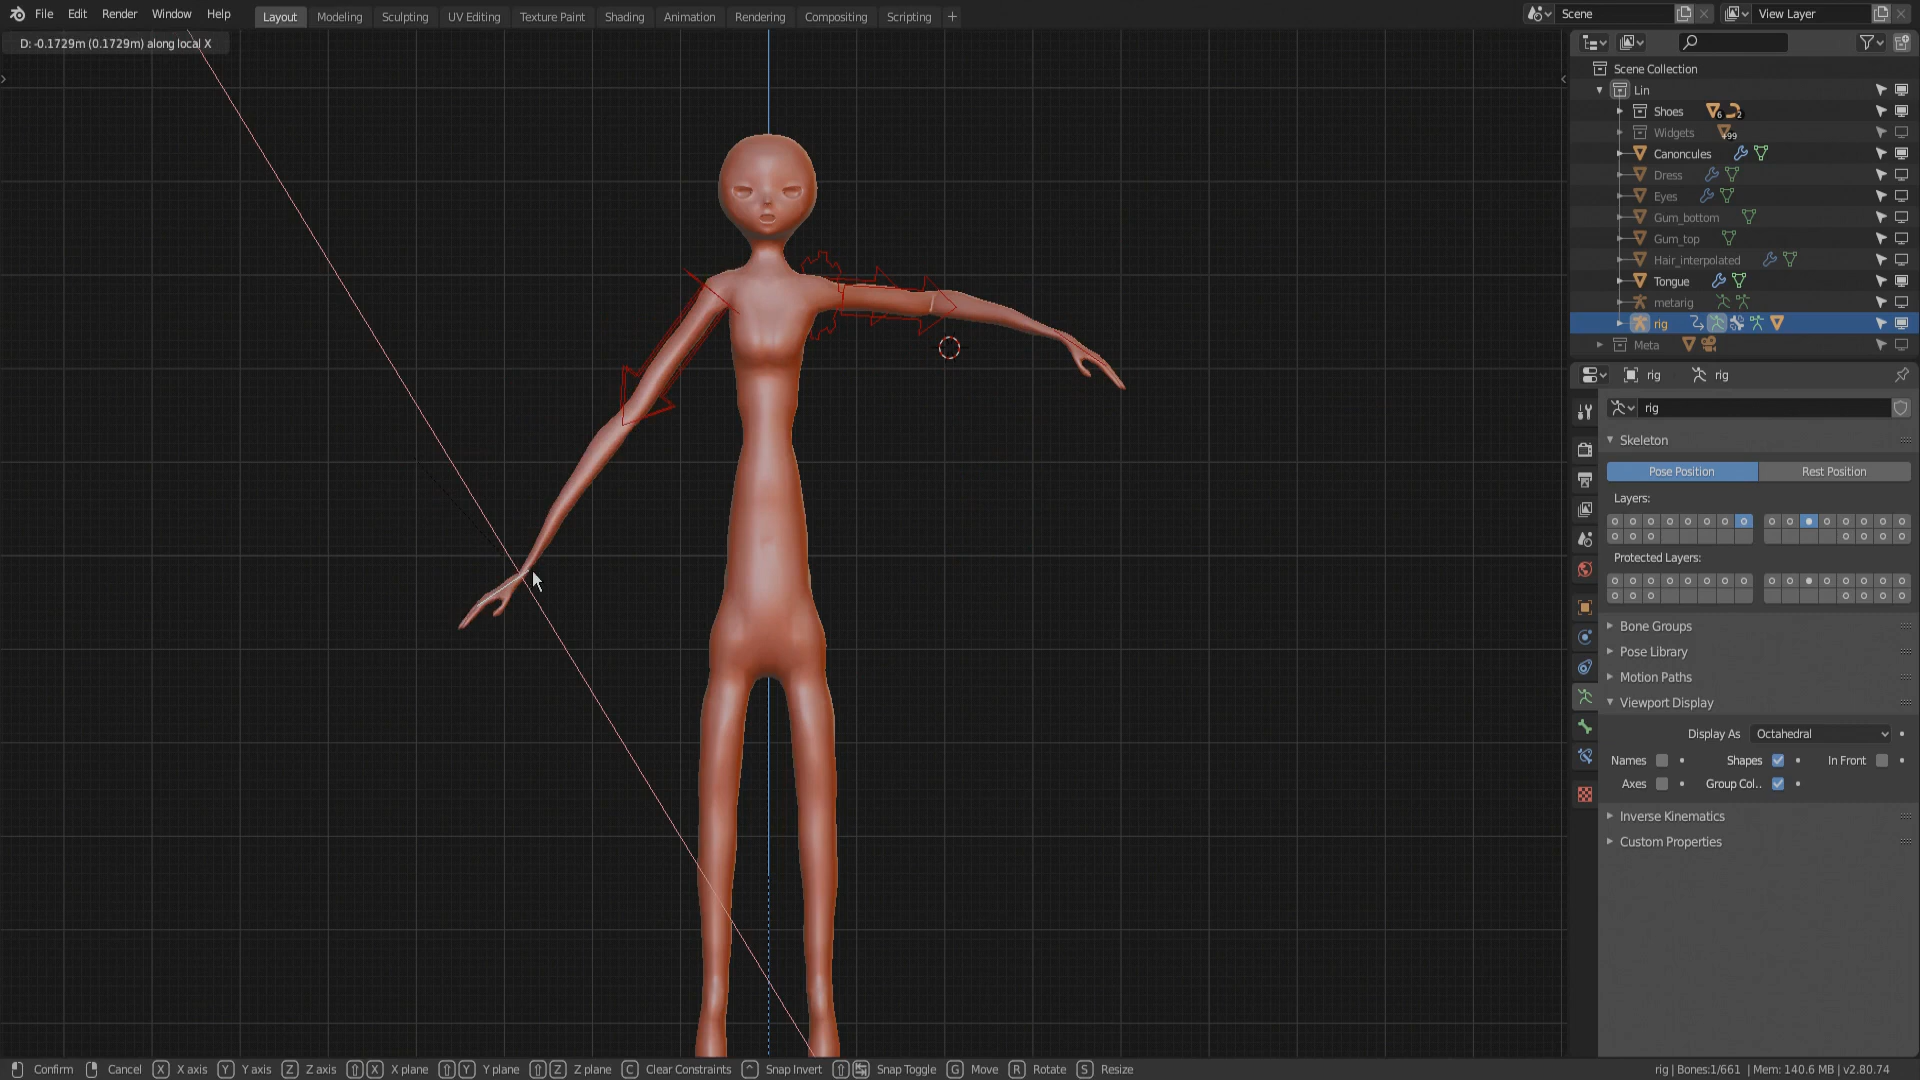 File Edit Render Window Help Layout Modeling Sculpting UV Editing Texture Paint Shading Animation Rendering Compositing Scripting + Scene View Layer
D: -0.1729m (0.1729m) along local X
Scene Collection
Lin
Shoes 6 2
Widgets +99
Canoncules
Dress
Eyes
Gum_bottom
Gum_top
Hair_interpolated
Tongue
metarig
rig
Meta
rig rig
rig
Skeleton
Pose Position Rest Position
Layers:
Protected Layers:
Bone Groups
Pose Library
Motion Paths
Viewport Display
Display As Octahedral
Names Shapes In Front
Axes Group Col..
Inverse Kinematics
Custom Properties
Confirm Cancel X X axis Y Y axis Z Z axis X X plane Y Y plane Z Z plane C Clear Constraints Snap Invert Snap Toggle G Move R Rotate S Resize rig | Bones:1/661 | Mem: 140.6 MB | v2.80.74